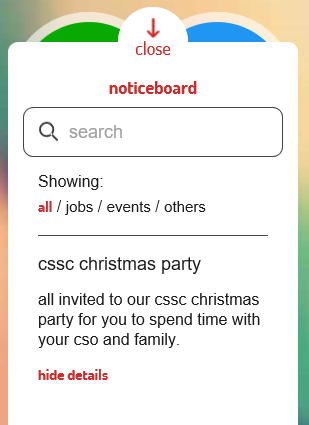 close
noticeboard
search
Showing:
all / jobs / events / others
cssc christmas party
all invited to our cssc christmas
party for you to spend time with
your cso and family.
hide details